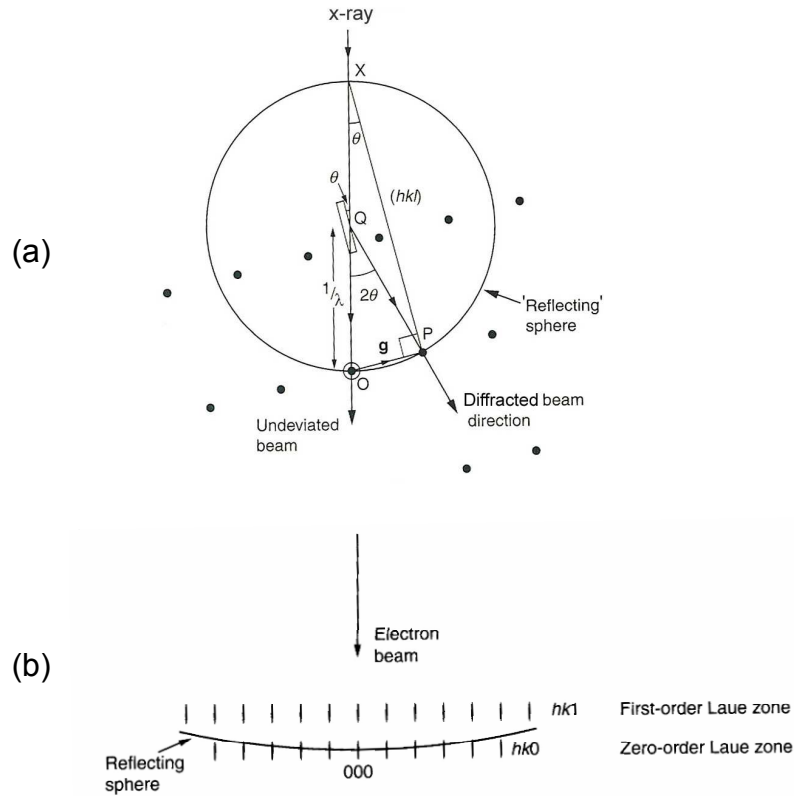 x-ray
X
θ
θ
(hkl)
(a)
Q
1/λ
2θ
'Reflecting'
sphere
P
g
O
Undeviated
beam
Diffracted beam
direction
Electron
beam
(b)
hk1 First-order Laue zone
Reflecting
sphere
hk0 Zero-order Laue zone
000